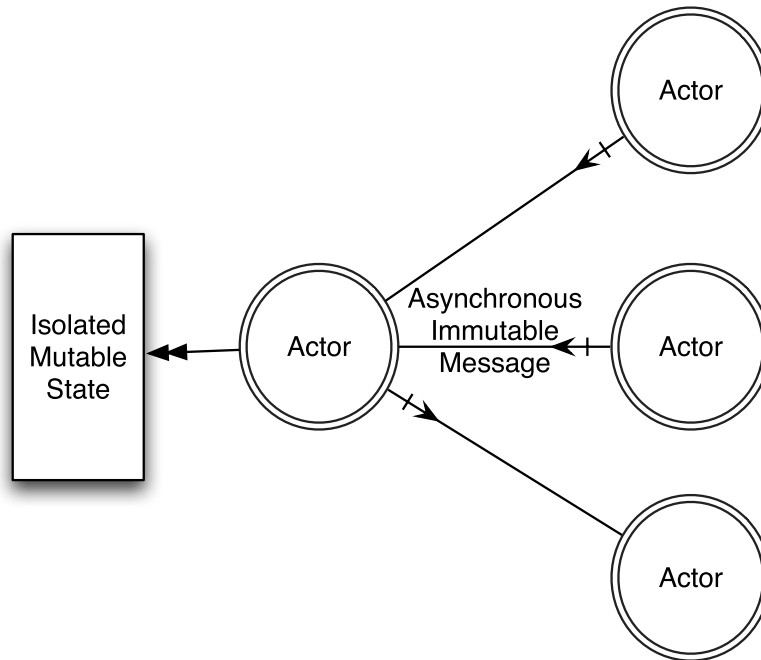 Actor
Asynchronous
Immutable
Message
Isolated
Mutable
State
Actor
Actor
Actor